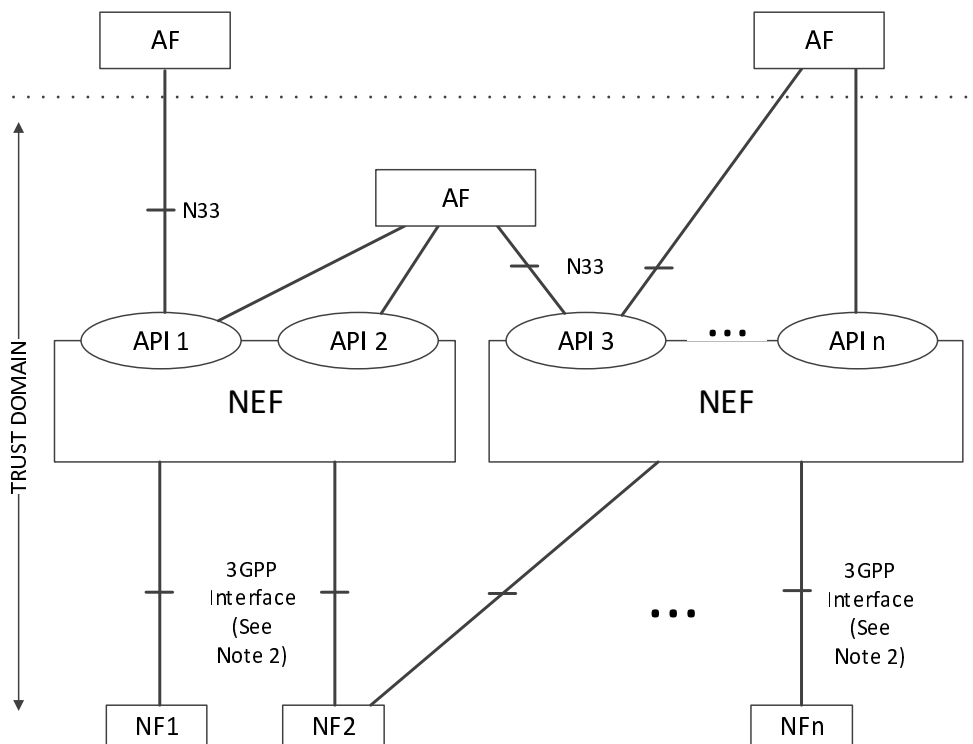 AF
AF
AF
N33
N33
API 1
API 2
API 3
...
API n
NEF
NEF
TRUST DOMAIN
3GPP
Interface
(See
Note 2)
...
3GPP
Interface
(See
Note 2)
NF1
NF2
NFn